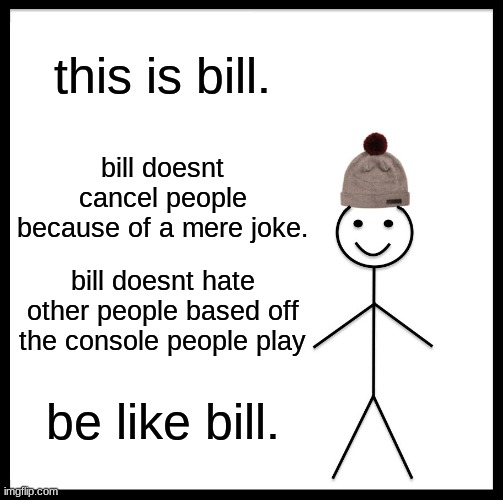 this is bill.
bill doesnt
cancel people
because of a mere joke.
bill doesnt hate
other people based off
the console people play
be like bill.
imgflip.com